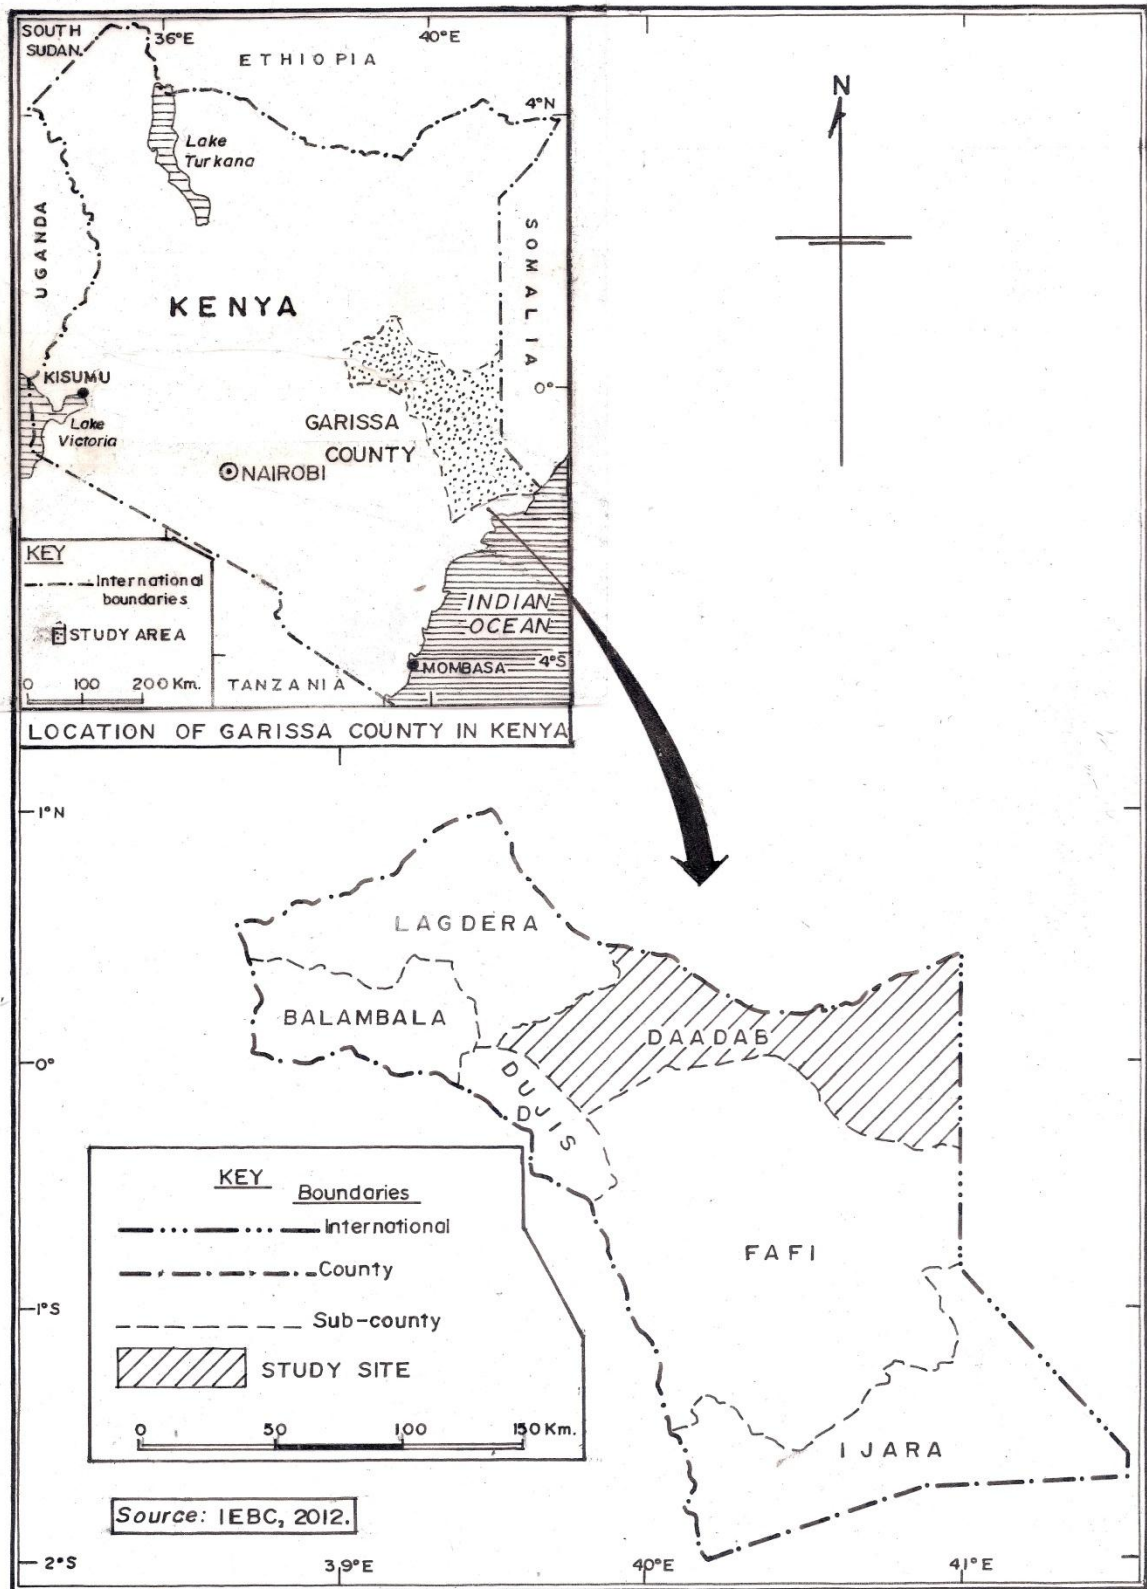 SOUTH
SUDAN.
36°E
40°E
ETHIOPIA
4°N
Lake
Turkana
UGANDA
SOMALIA
KENYA
KISUMU
0°
Lake
Victoria
GARISSA
COUNTY
NAIROBI
KEY
International
boundaries
STUDY AREA
0 100 200 Km.
TANZANIA
INDIAN
OCEAN
MOMBASA
4°S
LOCATION OF GARISSA COUNTY IN KENYA
N
1°N
LAGDERA
BALAMBALA
DAADAB
0°
DUJIS
D
KEY
Boundaries
International
County
Sub-county
STUDY SITE
0 50 100 150 Km.
FAFI
1°S
IJARA
Source: IEBC, 2012.
2°S
39°E
40°E
41°E